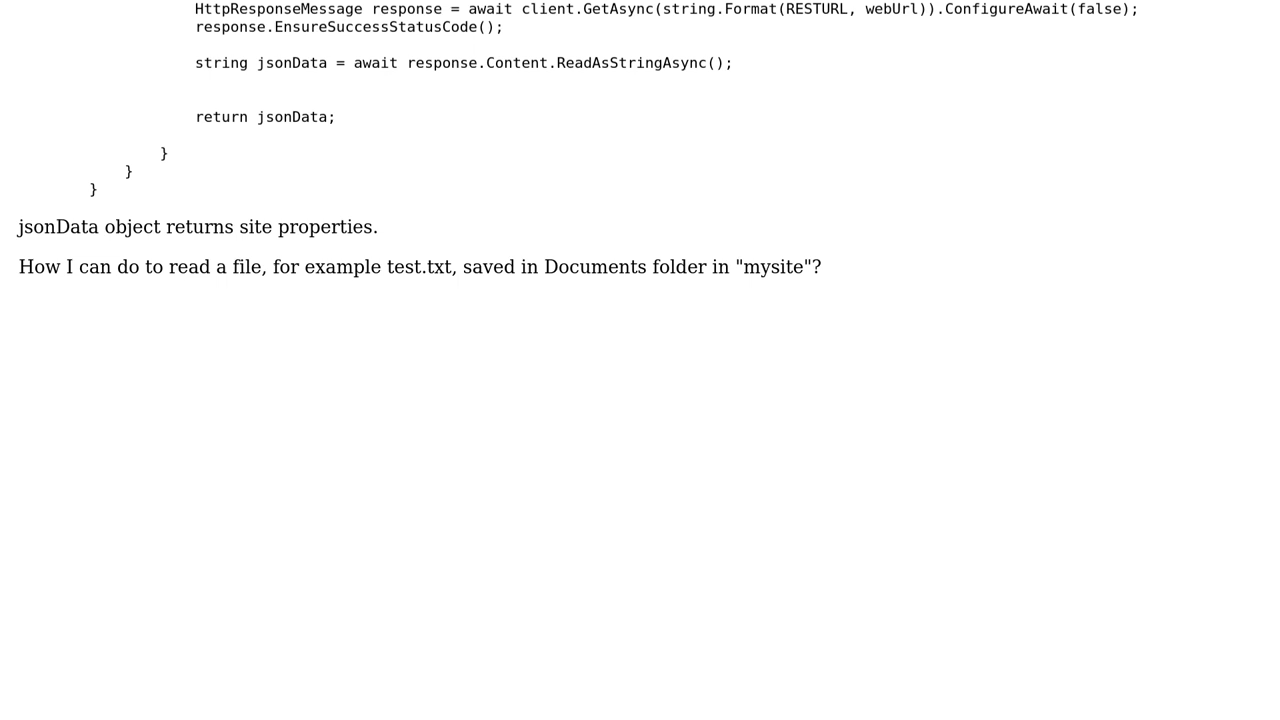 HttpResponseMessage response = await client.GetAsync(string.Format(RESTURL, webUrl)).ConfigureAwait(false);
response.EnsureSuccessStatusCode();
string jsonData = await response.Content.ReadAsStringAsync();
return jsonData;
}
}
}
jsonData object returns site properties.
How I can do to read a file, for example test.txt, saved in Documents folder in "mysite"?